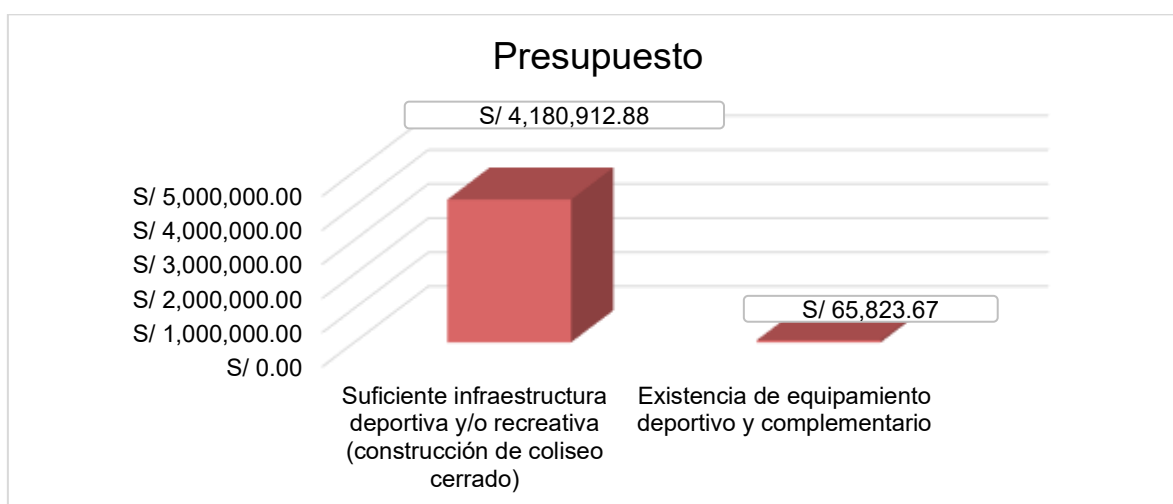 Presupuesto
S/ 4,180,912.88
S/ 5,000,000.00
S/ 4,000,000.00
S/ 3,000,000.00
S/ 2,000,000.00
S/ 1,000,000.00
S/ 0.00
S/ 65,823.67
Suficiente infraestructura
deportiva y/o recreativa
(construcción de coliseo
cerrado)
Existencia de equipamiento
deportivo y complementario